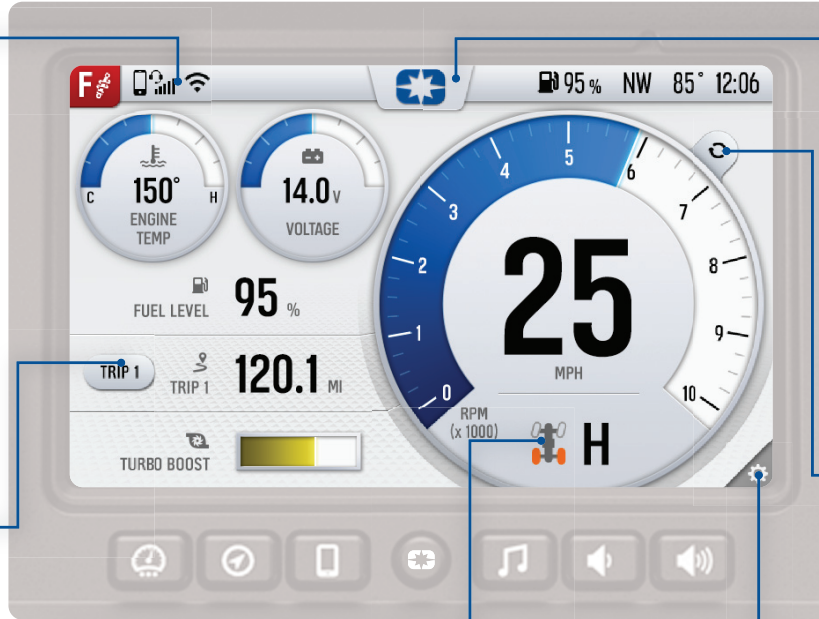 F
95 % NW 85° 12:06
C 150° H
ENGINE
TEMP
14.0 V
VOLTAGE
FUEL LEVEL 95 %
TRIP 1 TRIP 1 120.1 MI
TURBO BOOST
0
1
2
3
4
5
6
7
8
9
10
25
MPH
RPM
(x 1000)
H